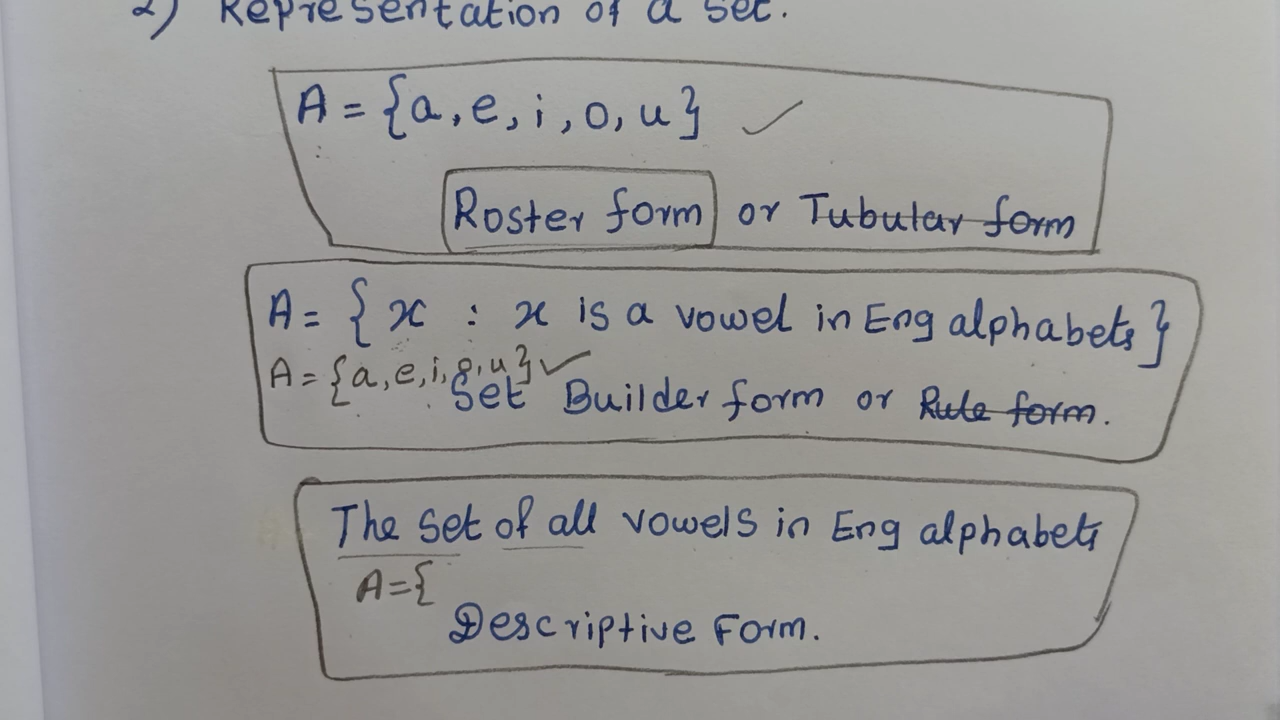 2) Representation of a set.
A = {a, e, i, o, u} ✓
Roster form or Tubular form
A = { x : x is a vowel in Eng alphabets }
A = {a, e, i, o, u} ✓
Set Builder form or Rule form.
The set of all vowels in Eng alphabets
A = {
Descriptive Form.